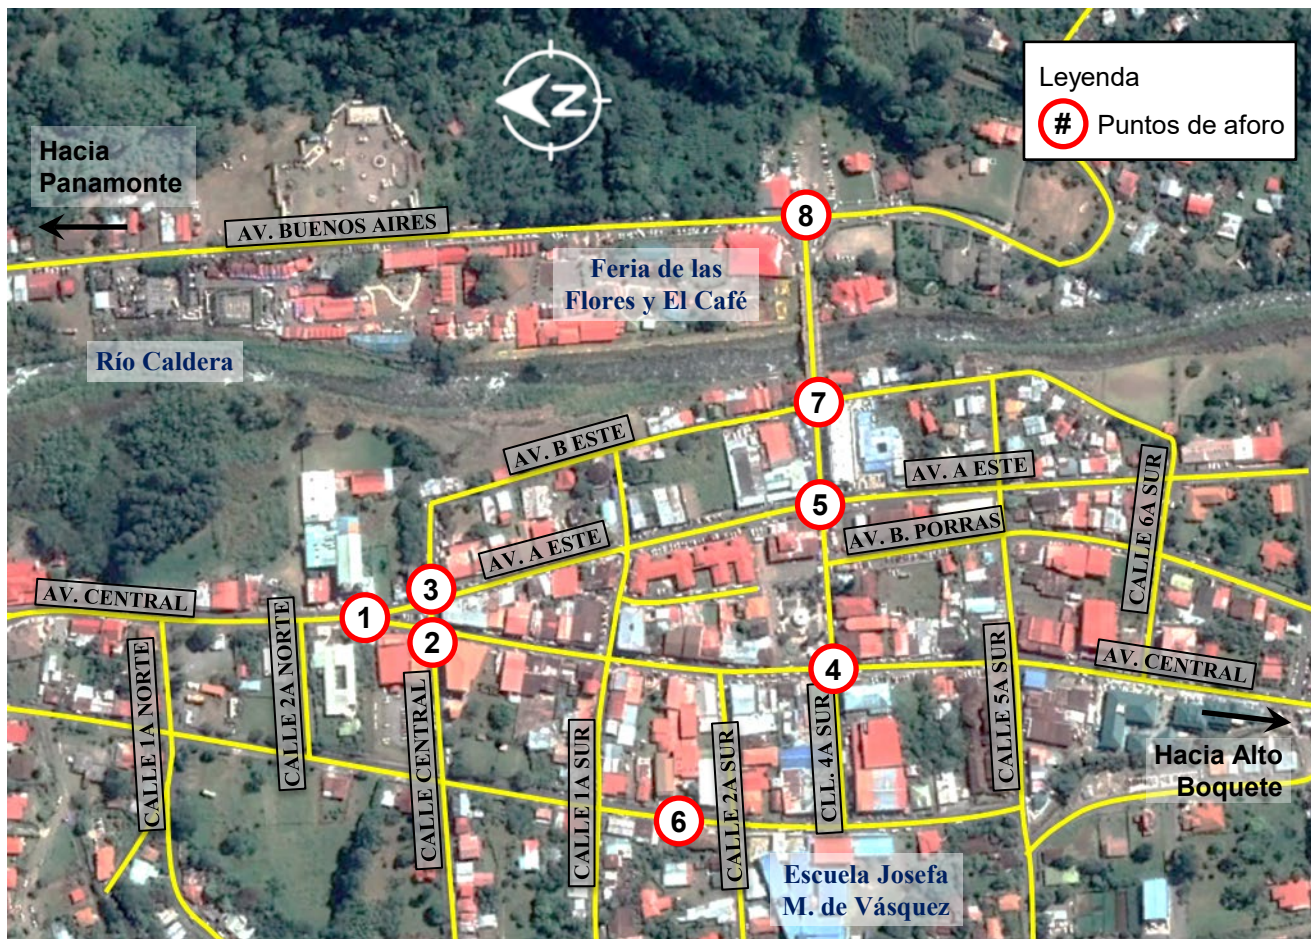 Leyenda
# Puntos de aforo
Z
Hacia
Panamonte
AV. BUENOS AIRES
8
Feria de las
Flores y El Café
Río Caldera
7
AV. B ESTE
AV. A ESTE
5
AV. B. PORRAS
CALLE 6A SUR
AV. A ESTE
3
AV. CENTRAL
1
2
4
AV. CENTRAL
CALLE 1A NORTE
CALLE 2A NORTE
CALLE CENTRAL
CALLE 1A SUR
CALLE 2A SUR
CLL. 4A SUR
CALLE 5A SUR
Hacia Alto
Boquete
6
Escuela Josefa
M. de Vásquez